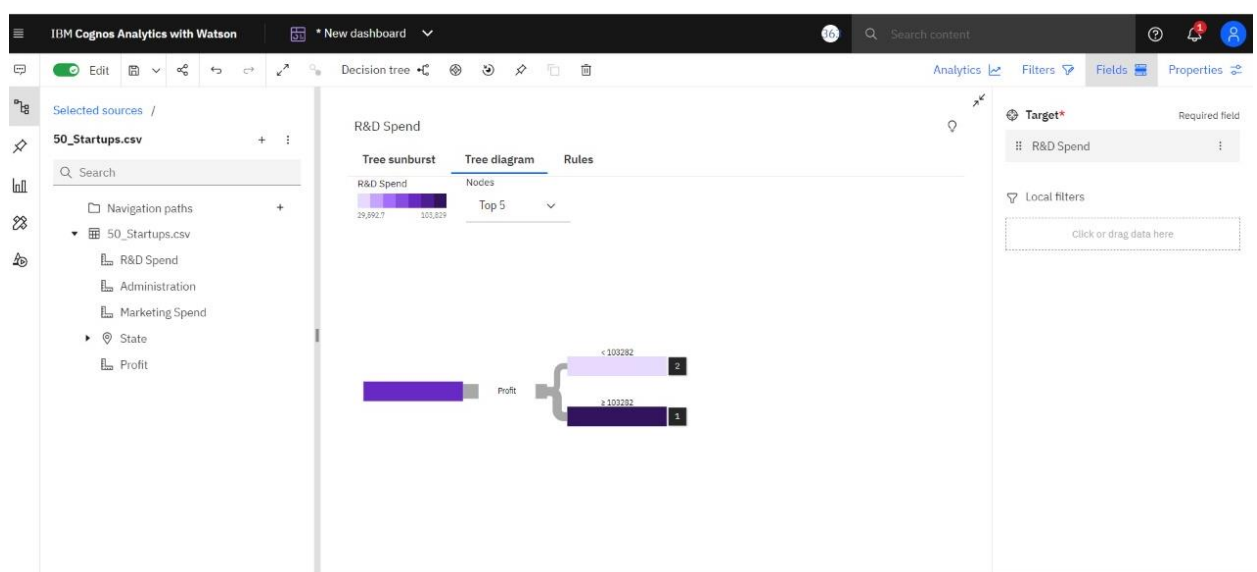 IBM Cognos Analytics with Watson
* New dashboard
36.
Search content
1
Edit
Decision tree
Analytics
Filters
Fields
Properties
Selected sources /
50_Startups.csv
Search
Navigation paths
50_Startups.csv
R&D Spend
Administration
Marketing Spend
State
Profit
R&D Spend
Tree sunburst
Tree diagram
Rules
R&D Spend
29,592.7
103,829
Nodes
Top 5
Profit
< 103282
2
≥ 103282
1
Target*
Required field
R&D Spend
Local filters
Click or drag data here